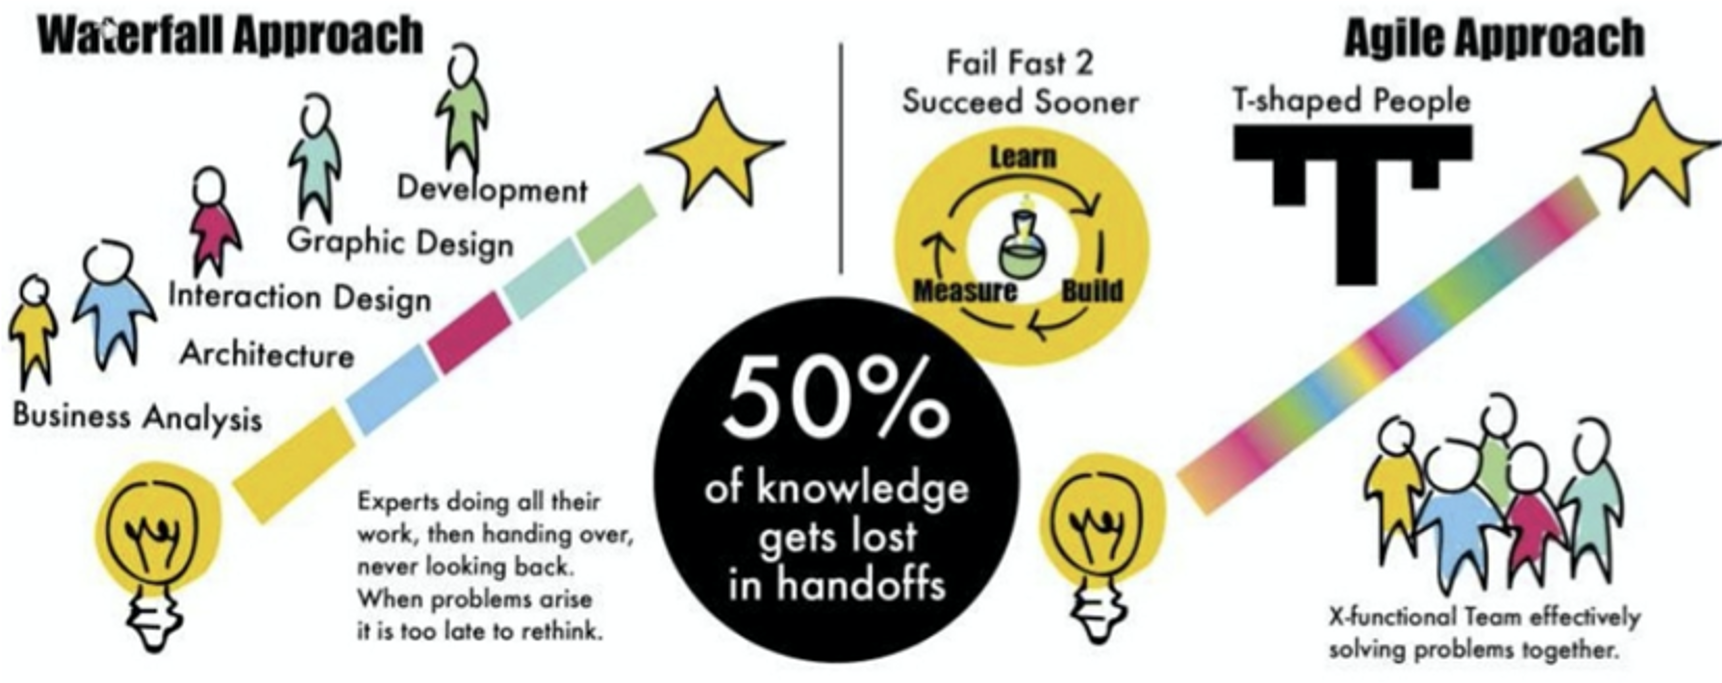 Waterfall Approach
Development
Graphic Design
Interaction Design
Architecture
Business Analysis
Experts doing all their
work, then handing over,
never looking back.
When problems arise
it is too late to rethink.
50%
of knowledge
gets lost
in handoffs
Fail Fast 2
Succeed Sooner
Learn
Build
Measure
Agile Approach
T-shaped People
X-functional Team effectively
solving problems together.